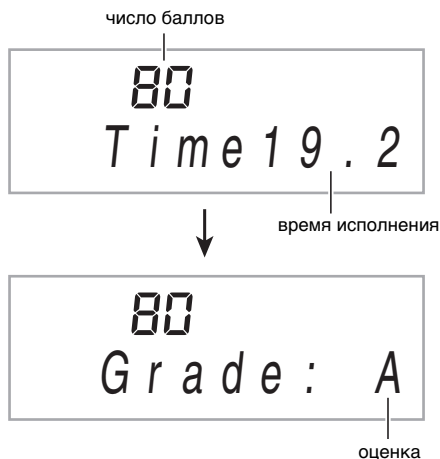 число баллов
80
Time19.2
время исполнения
80
Grade: A
оценка